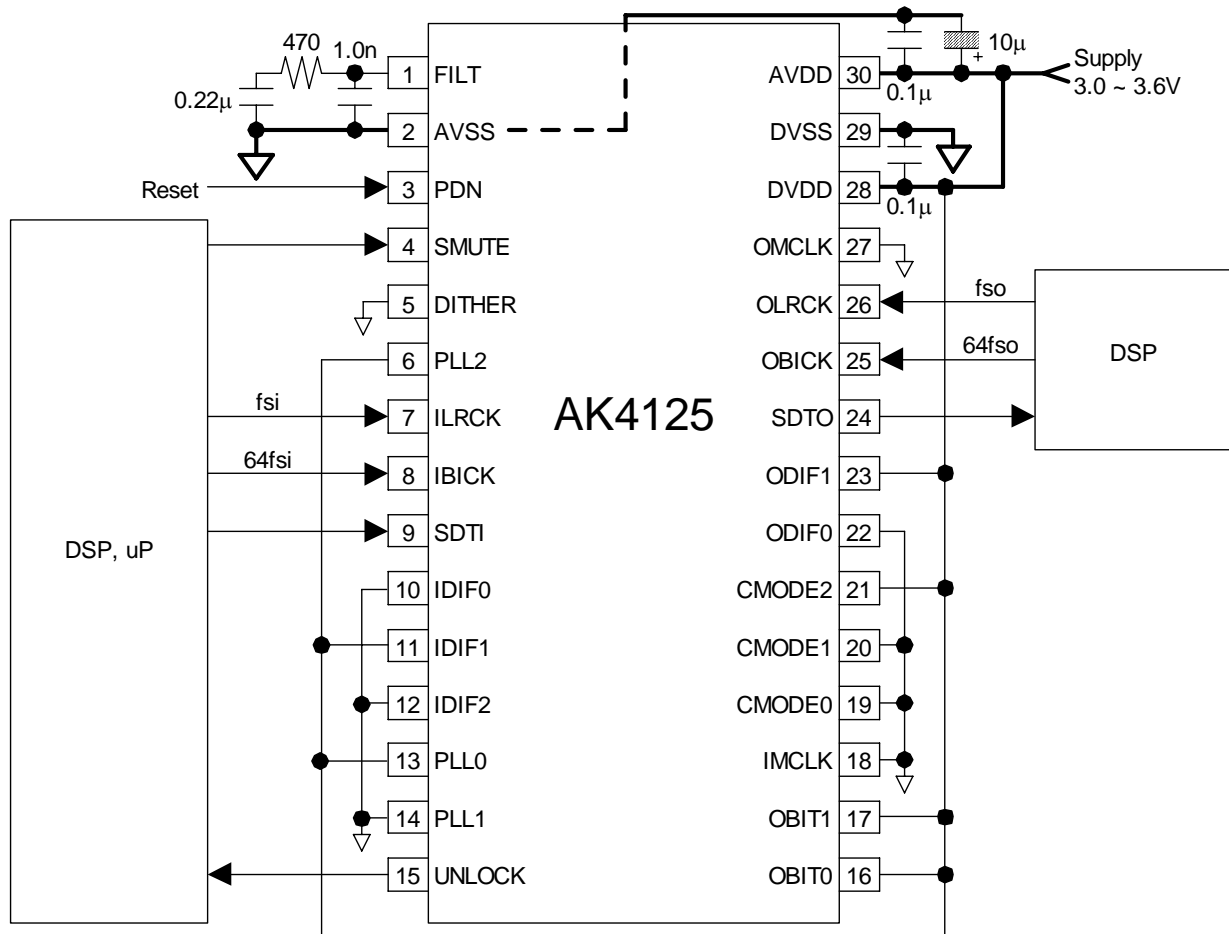 470
1.0n
0.22µ
1 FILT
2 AVSS
Reset
3 PDN
4 SMUTE
5 DITHER
6 PLL2
fsi
7 ILRCK
64fsi
8 IBICK
9 SDTI
DSP, uP
10 IDIF0
11 IDIF1
12 IDIF2
13 PLL0
14 PLL1
15 UNLOCK
AK4125
10µ
+
Supply
3.0 ~ 3.6V
AVDD 30
0.1µ
DVSS 29
DVDD 28
0.1µ
OMCLK 27
fso
OLRCK 26
64fso
OBICK 25
DSP
SDTO 24
ODIF1 23
ODIF0 22
CMODE2 21
CMODE1 20
CMODE0 19
IMCLK 18
OBIT1 17
OBIT0 16